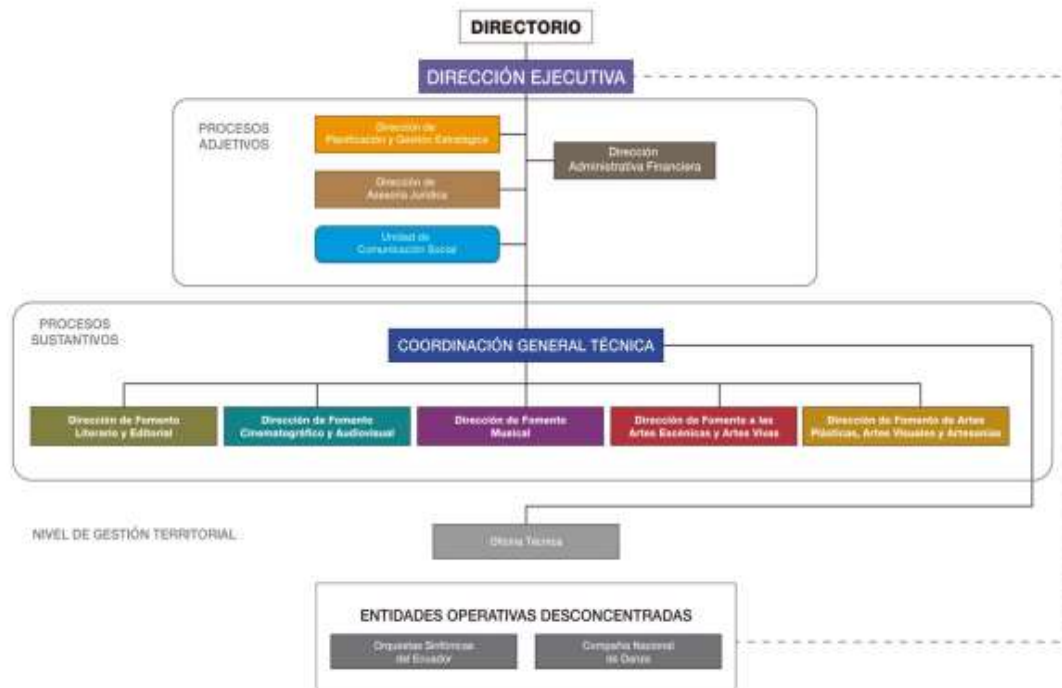 DIRECTORIO
DIRECCIÓN EJECUTIVA
PROCESOS
ADJETIVOS
Dirección de
Planificación y Gestión Estratégica
Dirección
Administrativa Financiera
Dirección de
Asesoría Jurídica
Unidad de
Comunicación Social
PROCESOS
SUSTANTIVOS
COORDINACIÓN GENERAL TÉCNICA
Dirección de Fomento
Literario y Editorial
Dirección de Fomento
Cinematográfico y Audiovisual
Dirección de Fomento
Musical
Dirección de Fomento a las
Artes Escénicas y Artes Vivas
Dirección de Fomento de Artes
Plásticas, Artes Visuales y Artesanías
NIVEL DE GESTIÓN TERRITORIAL
Oficina Técnica
ENTIDADES OPERATIVAS DESCONCENTRADAS
Orquestas Sinfónicas
del Ecuador
Compañía Nacional
de Danza